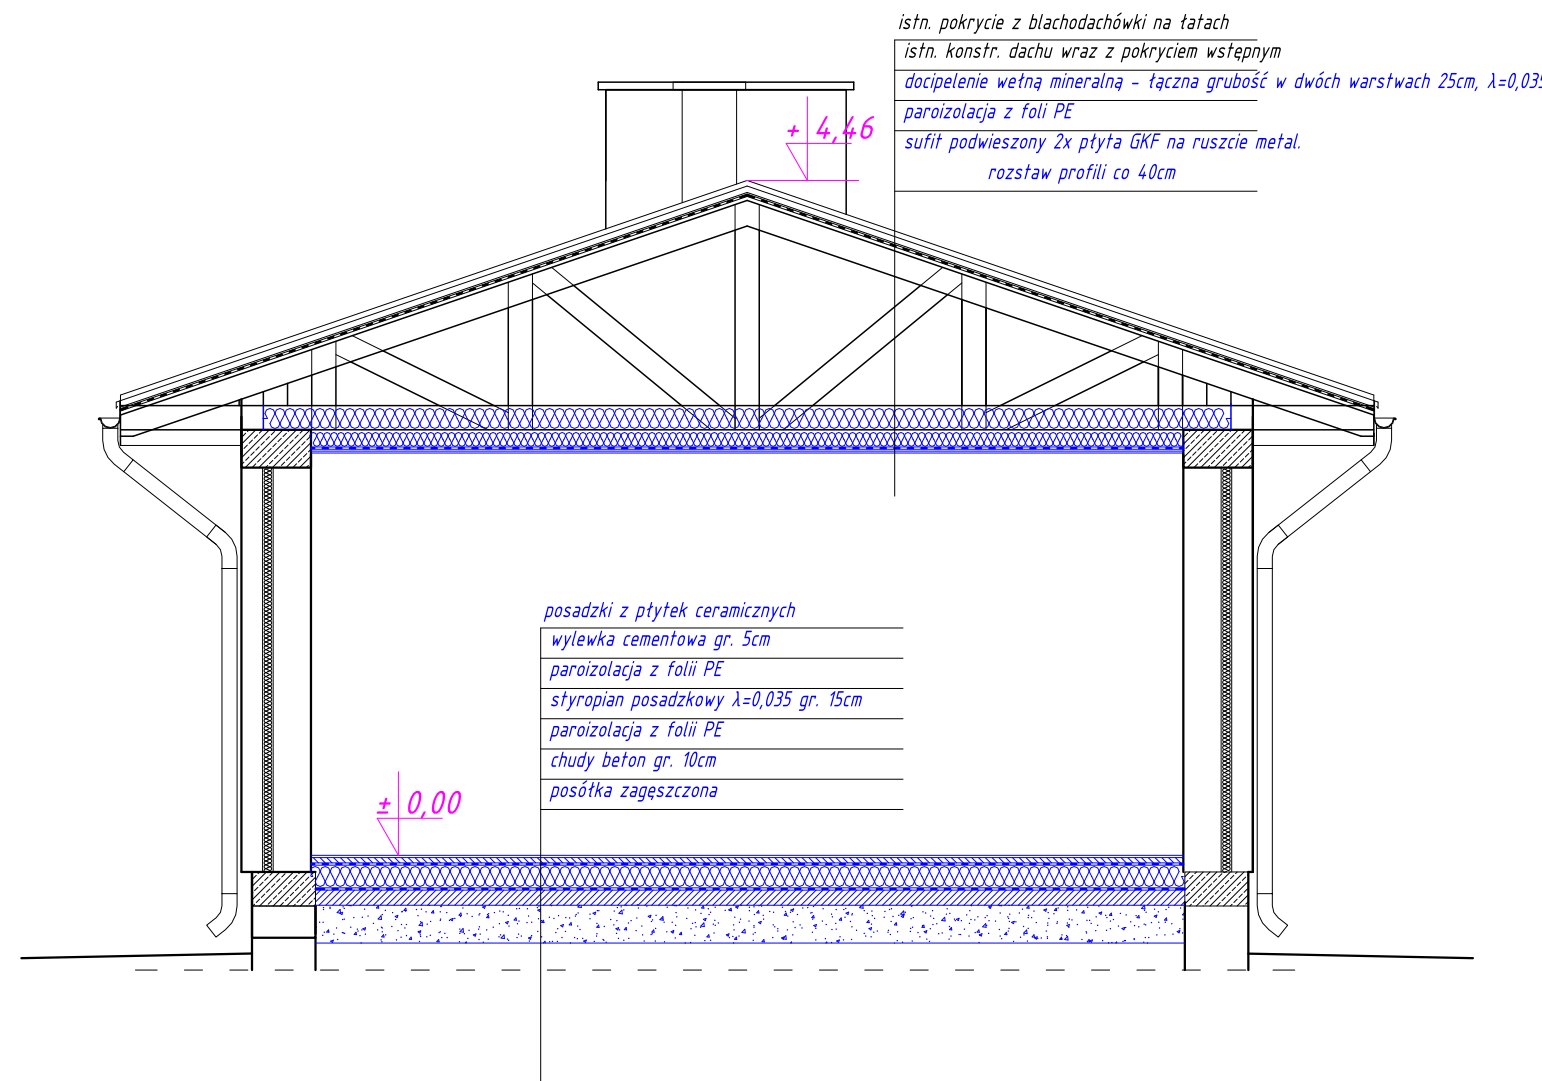 istn. pokrycie z blachodachówki na łatach
istn. konstr. dachu wraz z pokryciem wstępnym
docipelenie wełną mineralną - łączna grubość w dwóch warstwach 25cm, λ=0,035
paroizolacja z foli PE
sufit podwieszony 2x płyta GKF na ruszcie metal.
rozstaw profili co 40cm
+ 4,46
posadzki z płytek ceramicznych
wylewka cementowa gr. 5cm
paroizolacja z folii PE
styropian posadzkowy λ=0,035 gr. 15cm
paroizolacja z folii PE
chudy beton gr. 10cm
posółka zagęszczona
± 0,00